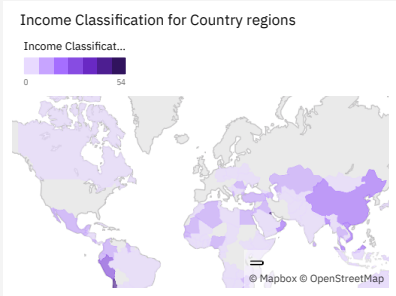 Income Classification for Country regions
Income Classificat...
0 54
© Mapbox © OpenStreetMap